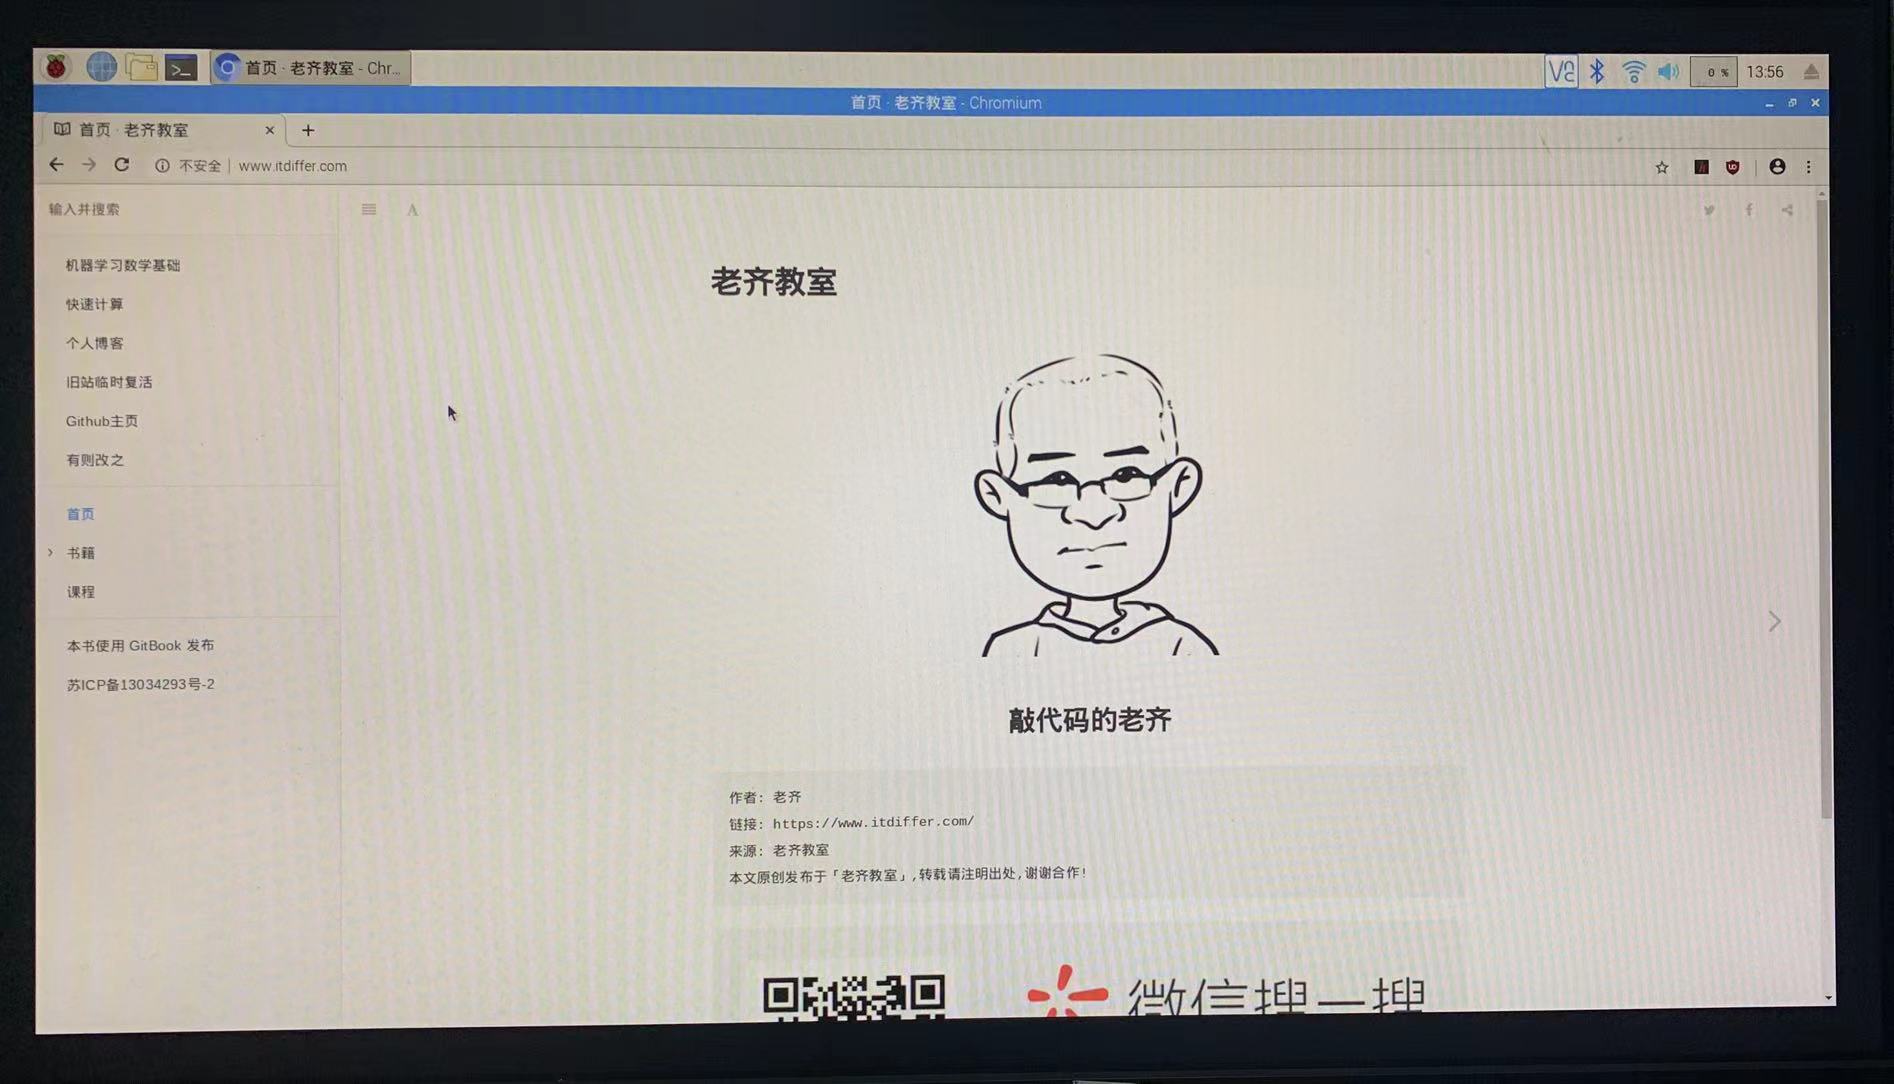 首页 · 老齐教室 - Chr...
V2
0 %
13:56
首页 · 老齐教室 - Chromium
首页 · 老齐教室
不安全
www.itdiffer.com
输入并搜索
A
机器学习数学基础
快速计算
个人博客
旧站临时复活
Github主页
有则改之
首页
书籍
课程
本书使用 GitBook 发布
苏ICP备13034293号-2
老齐教室
敲代码的老齐
作者: 老齐
链接: https://www.itdiffer.com/
来源: 老齐教室
本文原创发布于「老齐教室」,转载请注明出处,谢谢合作!
微信搜一搜